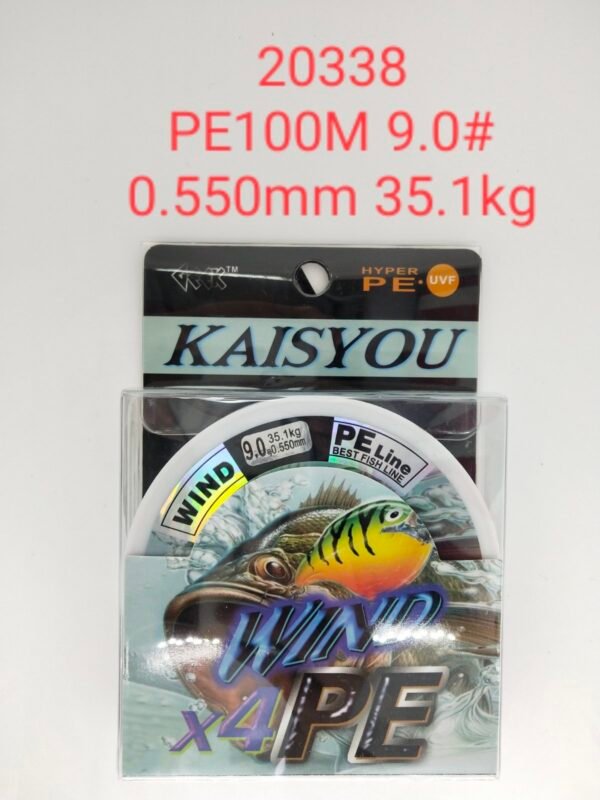 20338
PE100M 9.0#
0.550mm 35.1kg
TM
HYPER
PE·UVF
KAISYOU
WIND
9.0
35.1kg
0.550mm
PE Line
BEST FISH LINE
WIND
x4PE